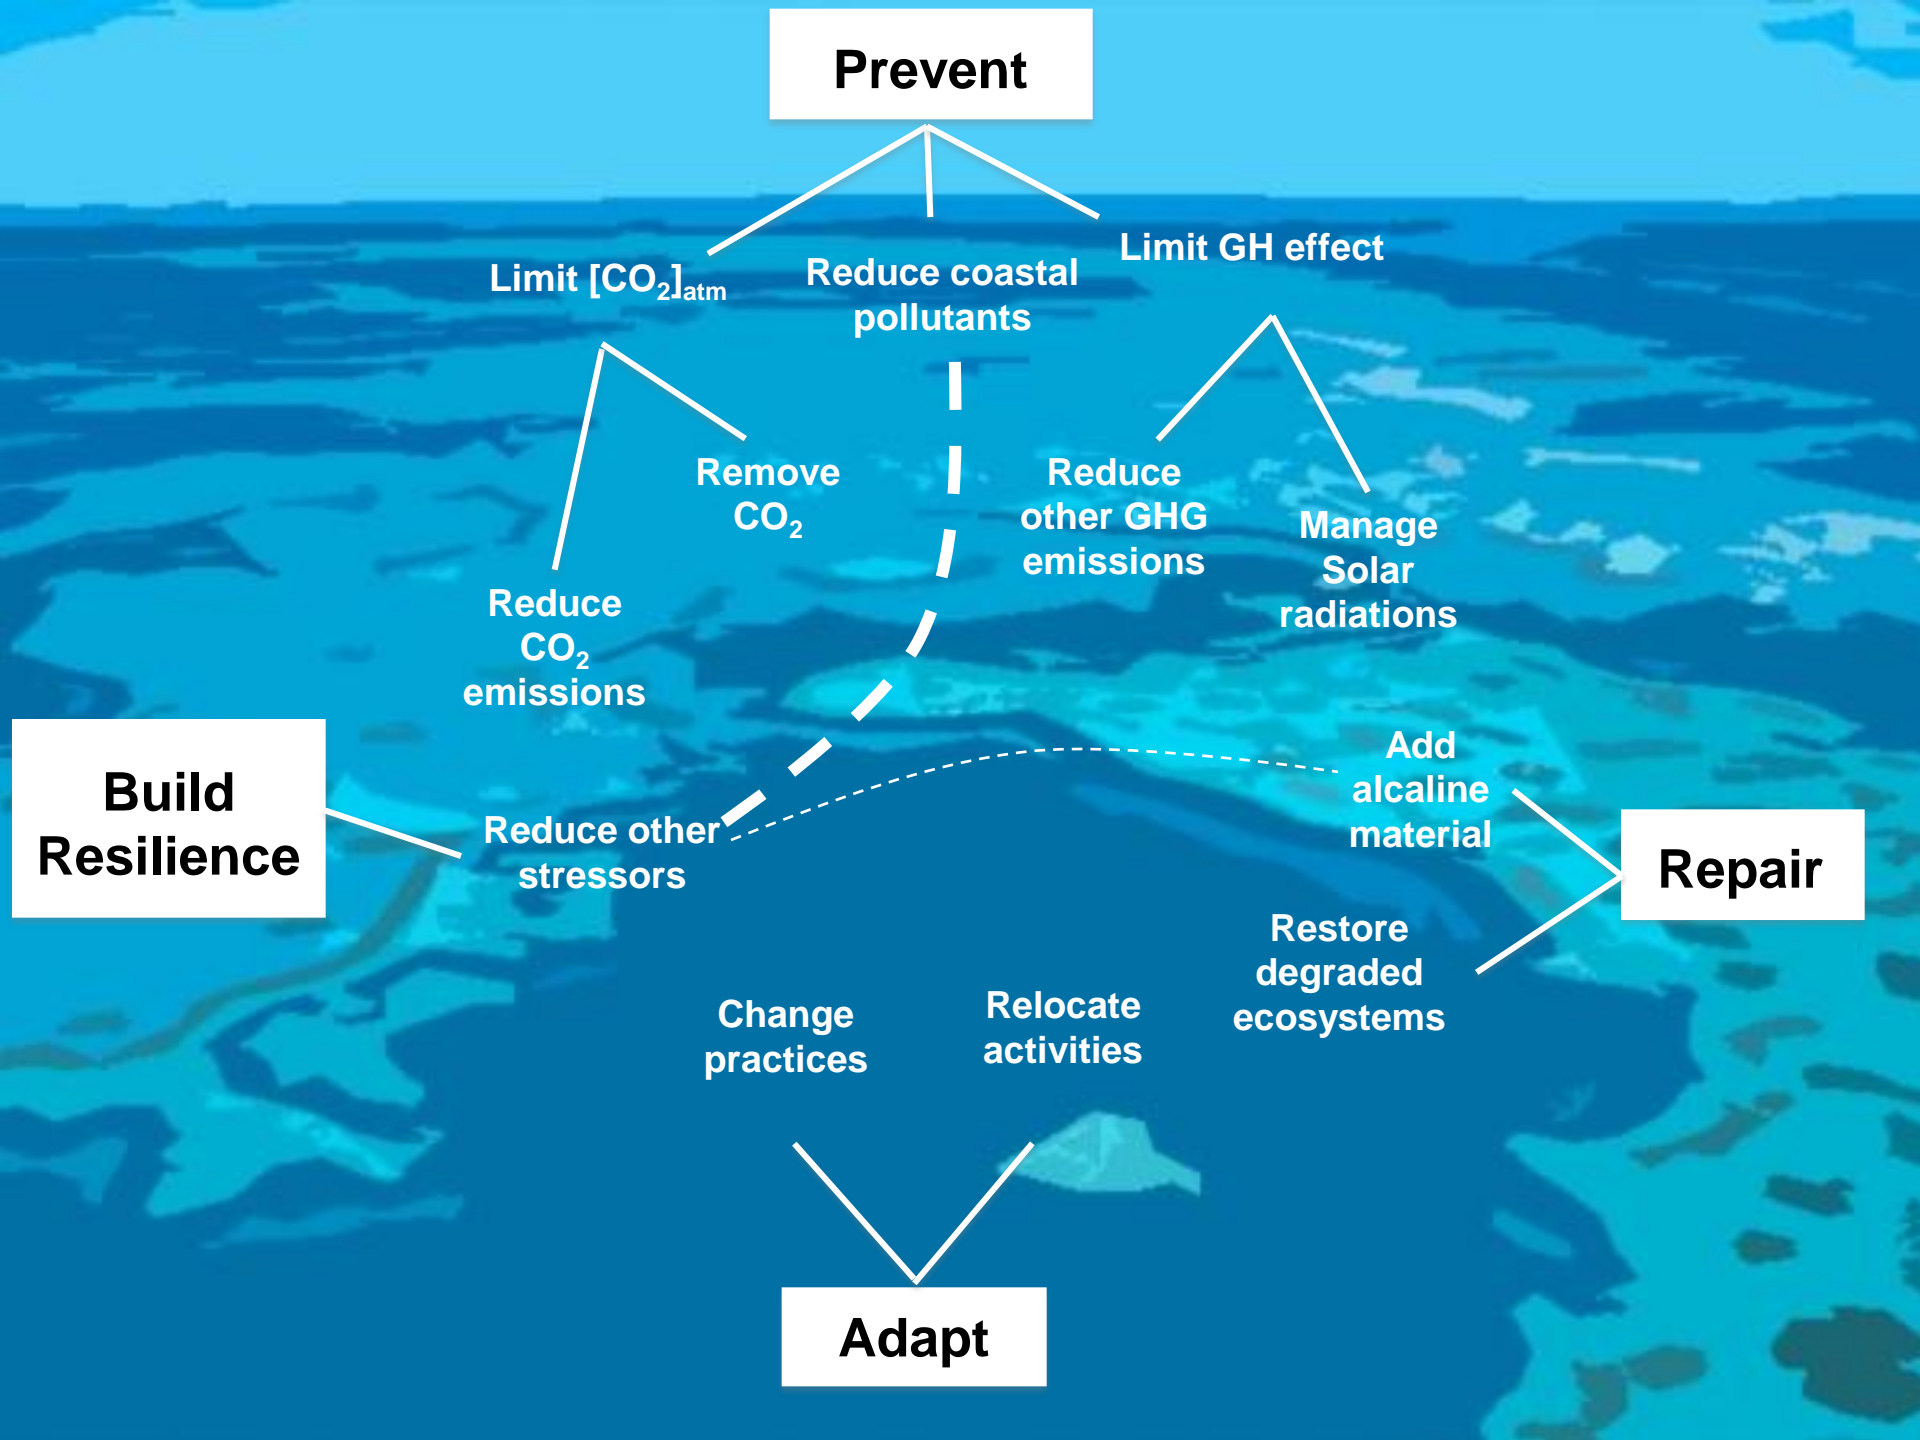 Prevent
Limit [CO₂]atm
Reduce coastal
pollutants
Limit GH effect
Remove
CO₂
Reduce
other GHG
emissions
Manage
Solar
radiations
Reduce
CO₂
emissions
Build
Resilience
Reduce other
stressors
Add
alcaline
material
Repair
Restore
degraded
ecosystems
Change
practices
Relocate
activities
Adapt